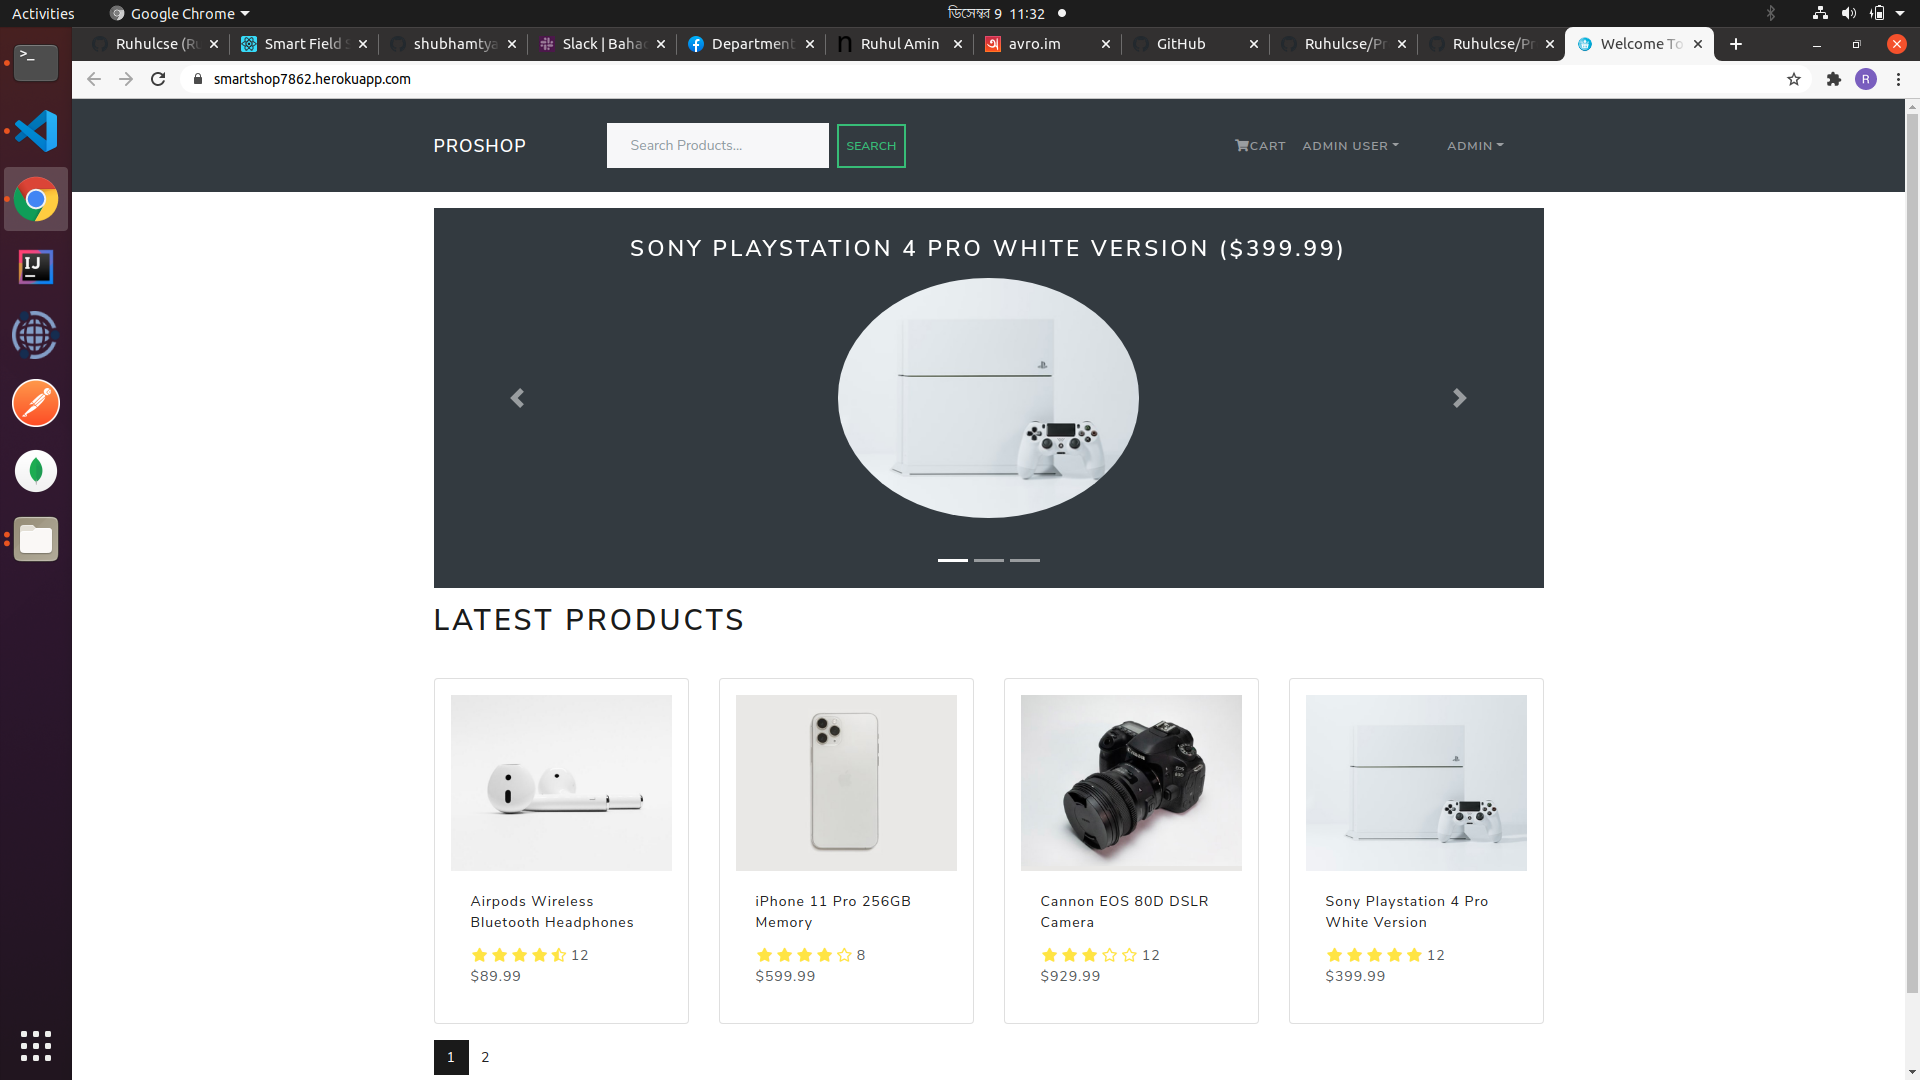 Activities
Google Chrome
ডিসেম্বর 9 11:32
Ruhulcse (Ru
Smart Field S
shubhamtya
Slack | Bahad
Department
Ruhul Amin
avro.im
GitHub
Ruhulcse/Pr
Ruhulcse/Pr
Welcome To
smartshop7862.herokuapp.com
R
PROSHOP
Search Products...
SEARCH
CART
ADMIN USER
ADMIN
SONY PLAYSTATION 4 PRO WHITE VERSION ($399.99)
LATEST PRODUCTS
Airpods Wireless
Bluetooth Headphones
12
$89.99
iPhone 11 Pro 256GB
Memory
8
$599.99
Cannon EOS 80D DSLR
Camera
12
$929.99
Sony Playstation 4 Pro
White Version
12
$399.99
1
2